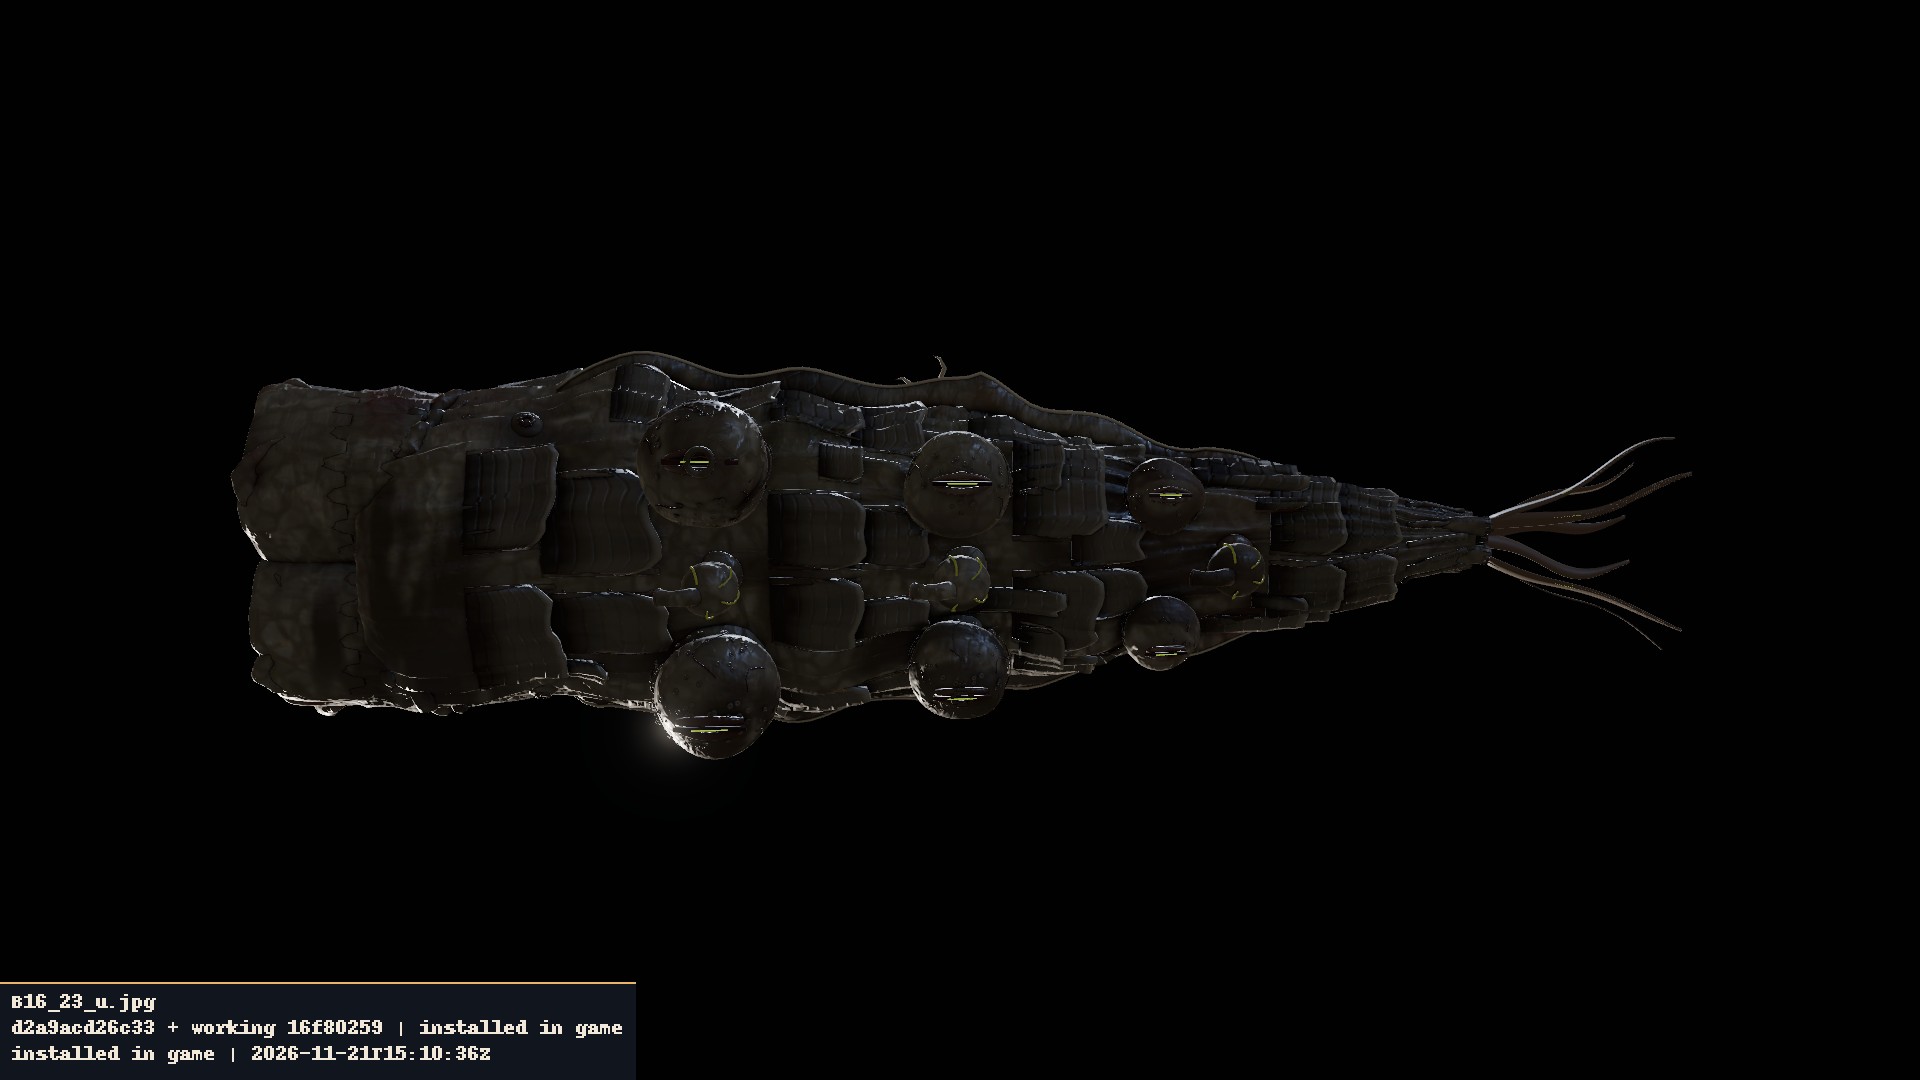 B16_23_u.jpg
d2a9acd26c33 + working 16f80259 | installed in game
installed in game | 2026-11-21T15:10:36z